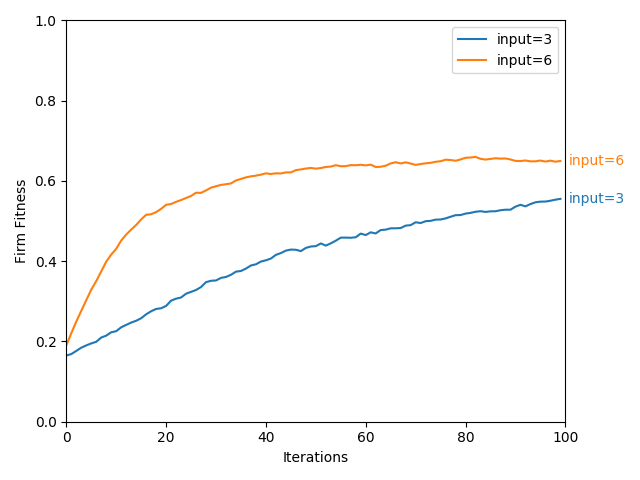 1.0
input=3
input=6
0.8
Firm Fitness
0.6
input=6
input=3
0.4
0.2
0.0
0 20 40 60 80 100
Iterations